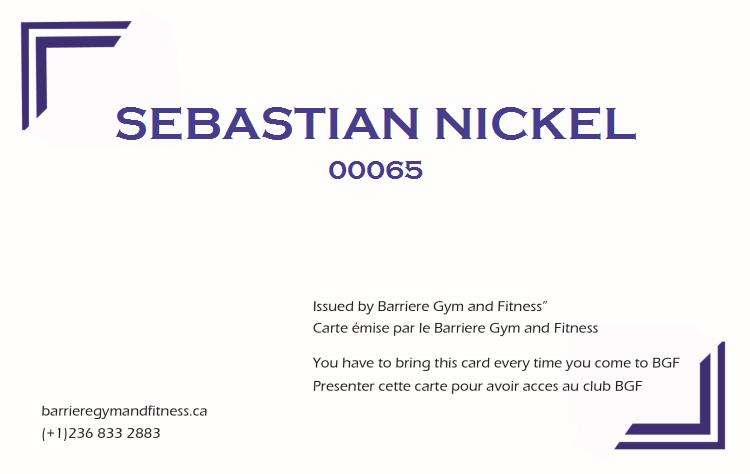 SEBASTIAN NICKEL
00065
Issued by Barriere Gym and Fitness”
Carte émise par le Barriere Gym and Fitness
You have to bring this card every time you come to BGF
Presenter cette carte pour avoir acces au club BGF
barrieregymandfitness.ca
(+1)236 833 2883